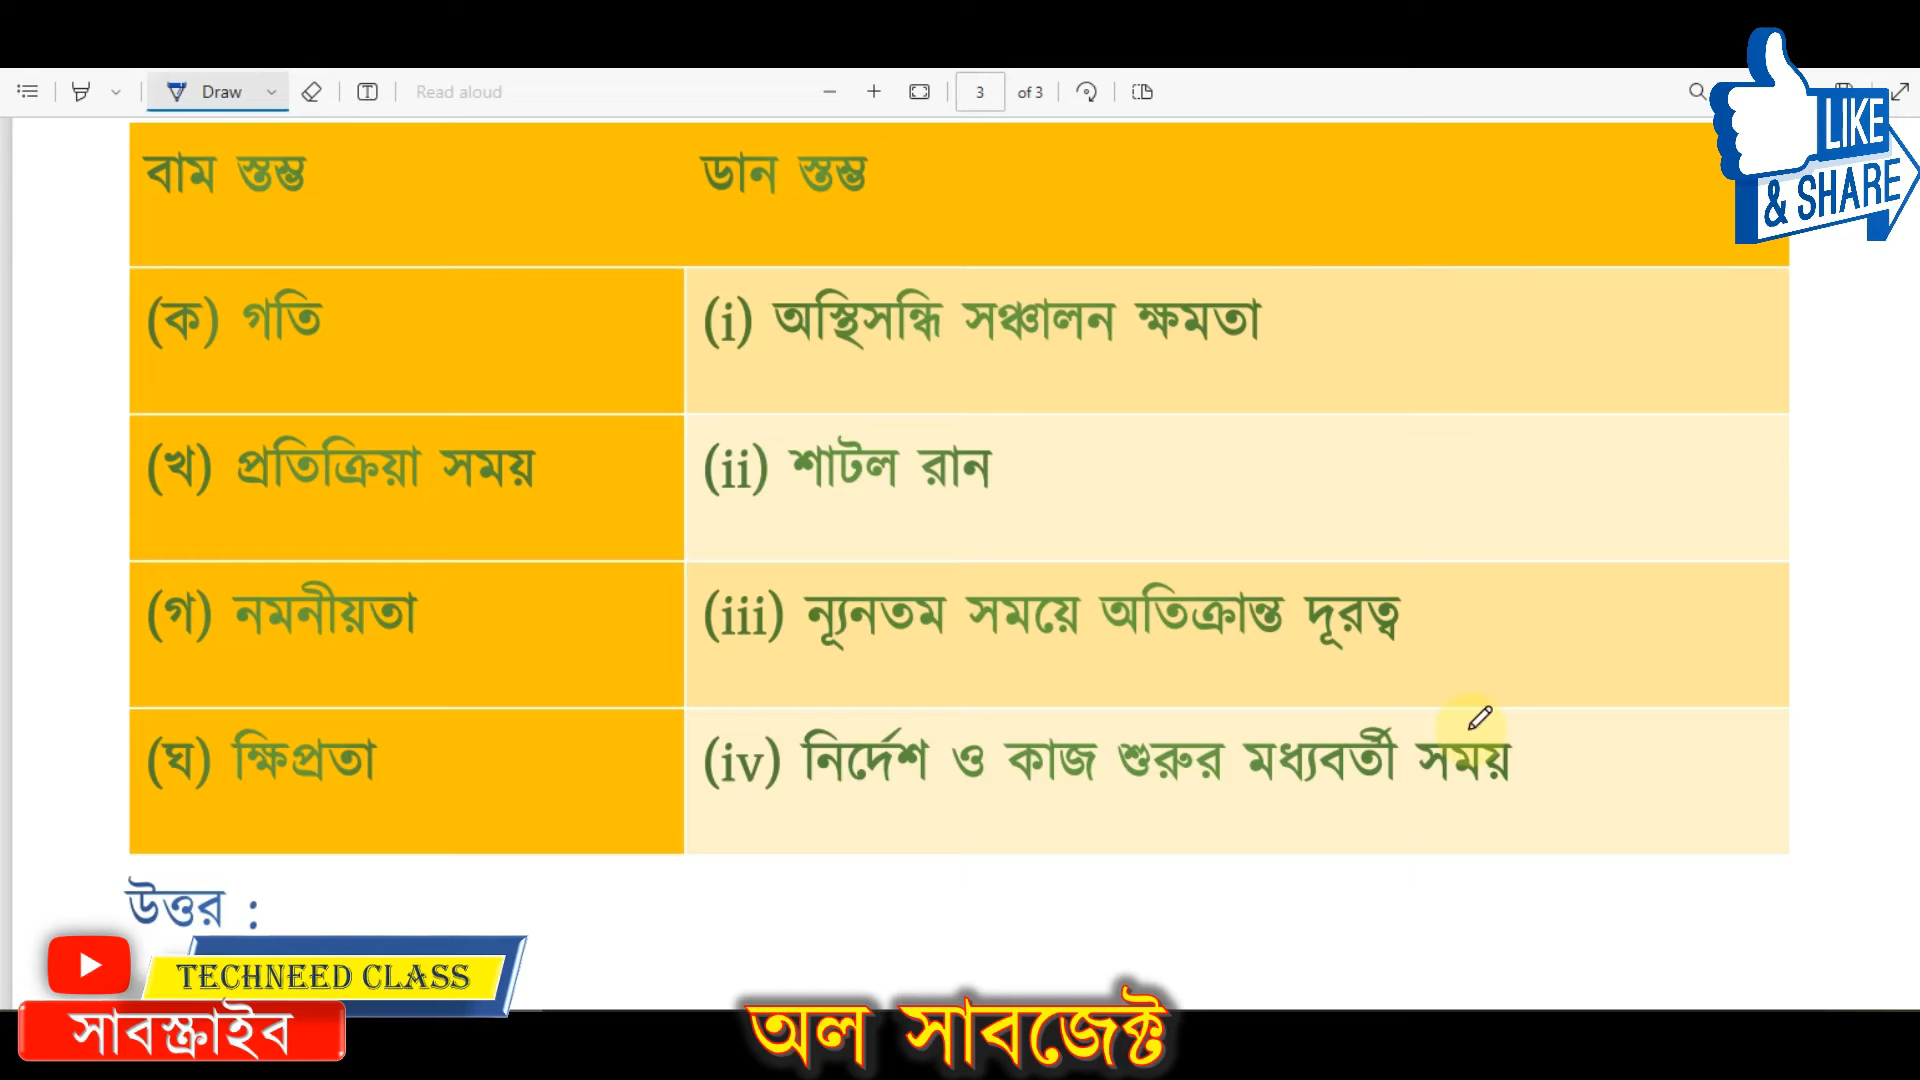 Draw
Read aloud
3 of 3
LIKE
& SHARE
বাম স্তম্ভ ডান স্তম্ভ
(ক) গতি (i) অস্থিসন্ধি সঞ্চালন ক্ষমতা
(খ) প্রতিক্রিয়া সময় (ii) শাটল রান
(গ) নমনীয়তা (iii) ন্যূনতম সময়ে অতিক্রান্ত দূরত্ব
(ঘ) ক্ষিপ্রতা (iv) নির্দেশ ও কাজ শুরুর মধ্যবর্তী সময়
উত্তর :
TECHNEED CLASS
সাবস্ক্রাইব
অল সাবজেক্ট